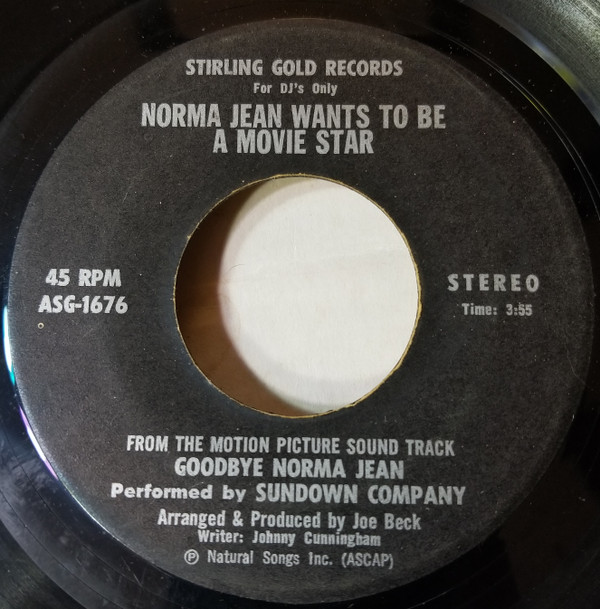 STIRLING GOLD RECORDS
For DJ's Only
NORMA JEAN WANTS TO BE
A MOVIE STAR
45 RPM
ASG-1676
STEREO
Time: 3:55
FROM THE MOTION PICTURE SOUND TRACK
GOODBYE NORMA JEAN
Performed by SUNDOWN COMPANY
Arranged & Produced by Joe Beck
Writer: Johnny Cunningham
Ⓟ Natural Songs Inc. (ASCAP)